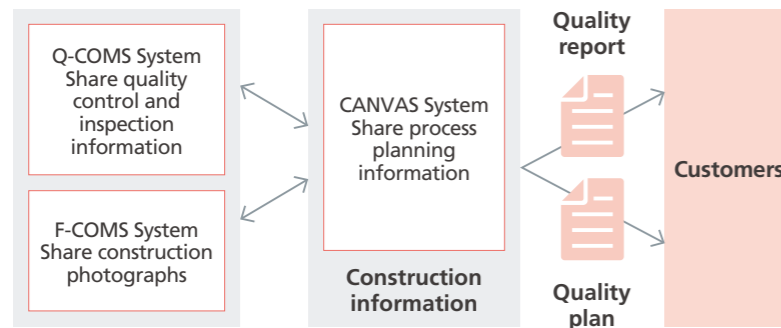 Q-COMS System
Share quality
control and
inspection
information
F-COMS System
Share construction
photographs
CANVAS System
Share process
planning
information
Construction
information
Quality
report
Quality
plan
Customers